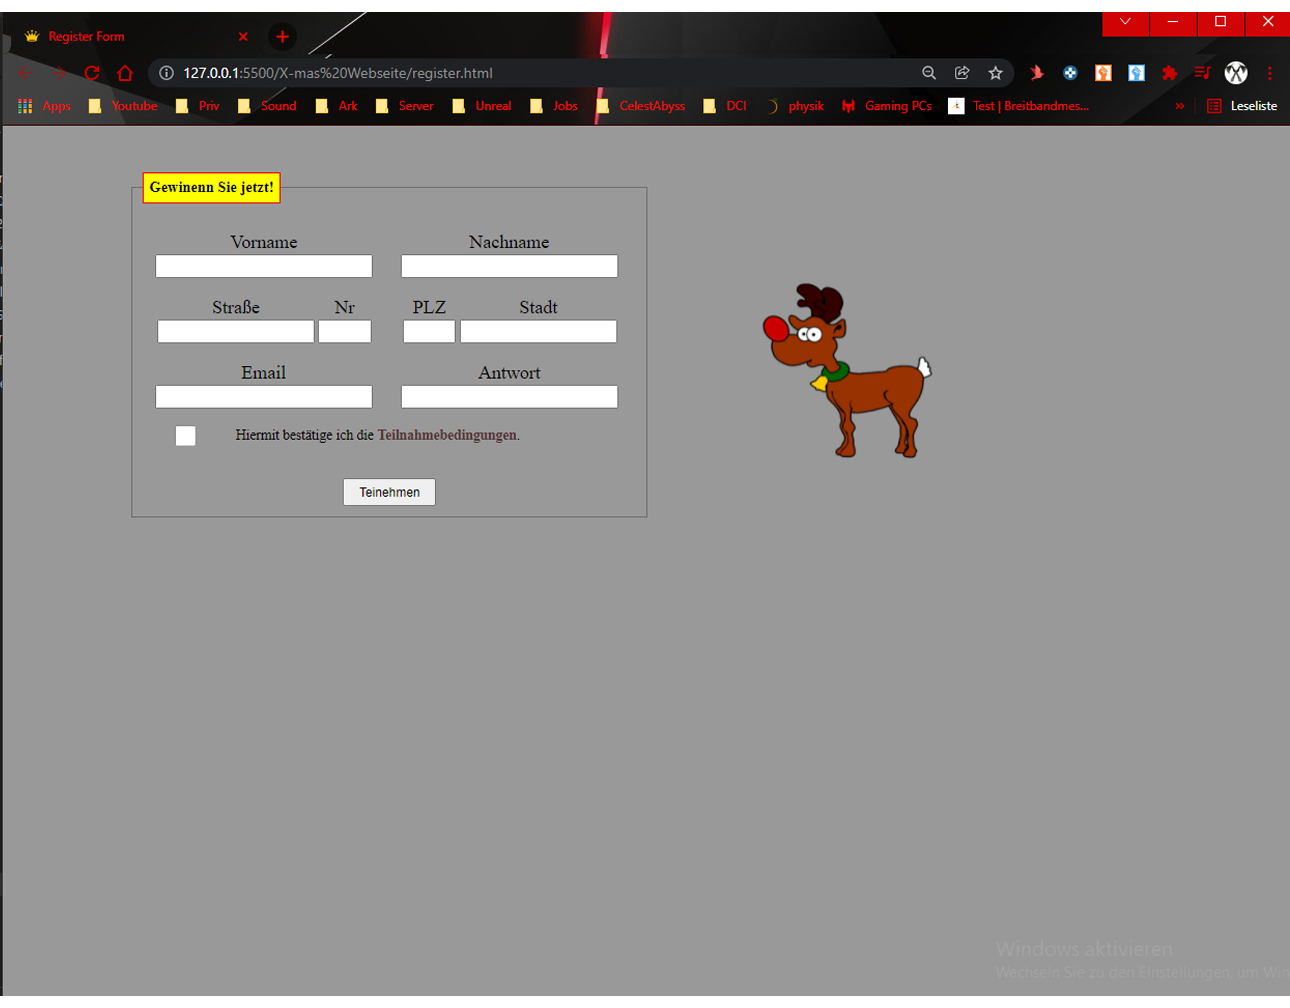 Register Form
127.0.0.1:5500/X-mas%20Webseite/register.html
Apps Youtube Priv Sound Ark Server Unreal Jobs CelestAbyss DCI physik Gaming PCs Test | Breitbandmes... » Leseliste
Gewinenn Sie jetzt!
Vorname Nachname
Straße Nr PLZ Stadt
Email Antwort
Hiermit bestätige ich die Teilnahmebedingungen.
Teinehmen
Windows aktivieren
Wechseln Sie zu den Einstellungen, um Win